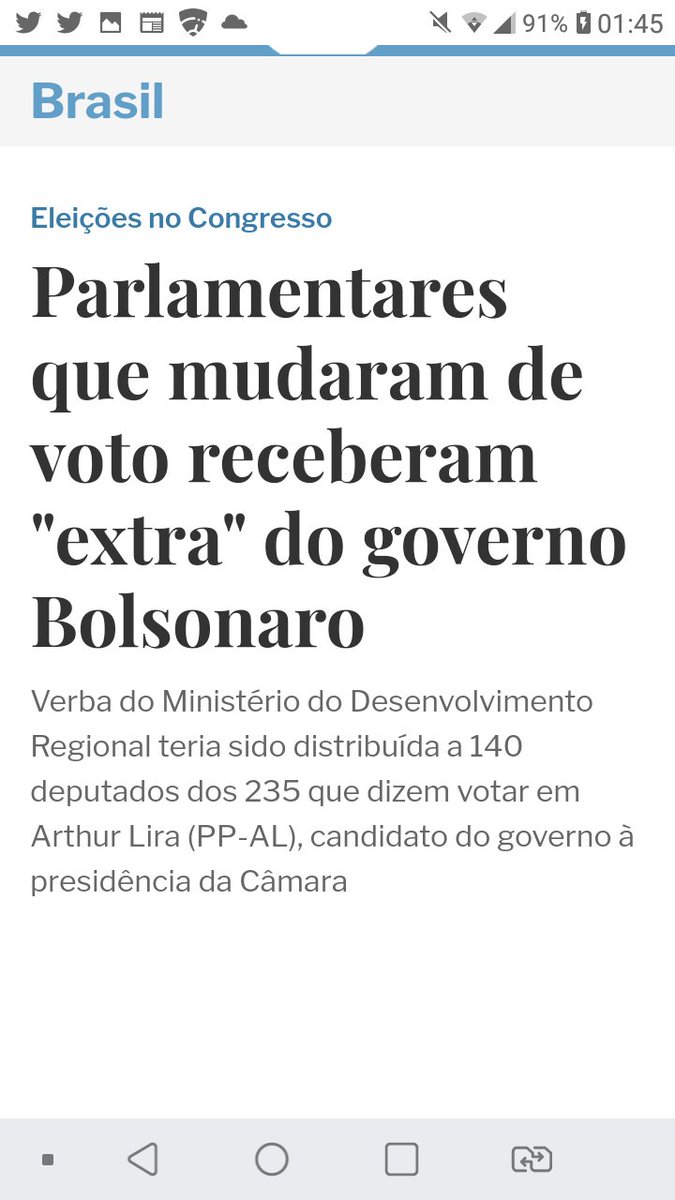 91% 01:45
Brasil
Eleições no Congresso
Parlamentares
que mudaram de
voto receberam
"extra" do governo
Bolsonaro
Verba do Ministério do Desenvolvimento
Regional teria sido distribuída a 140
deputados dos 235 que dizem votar em
Arthur Lira (PP-AL), candidato do governo à
presidência da Câmara